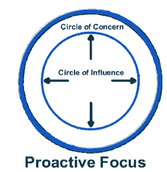 Circle of Concern
Circle of Influence
Proactive Focus